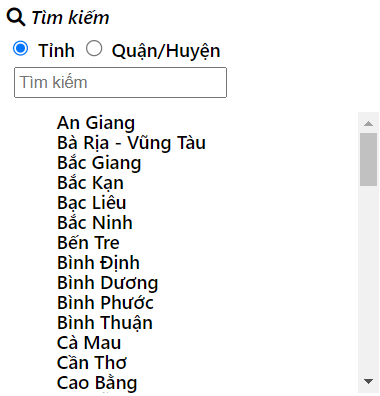 Tìm kiếm
Tỉnh Quận/Huyện
Tìm kiếm
An Giang
Bà Rịa - Vũng Tàu
Bắc Giang
Bắc Kạn
Bạc Liêu
Bắc Ninh
Bến Tre
Bình Định
Bình Dương
Bình Phước
Bình Thuận
Cà Mau
Cần Thơ
Cao Bằng